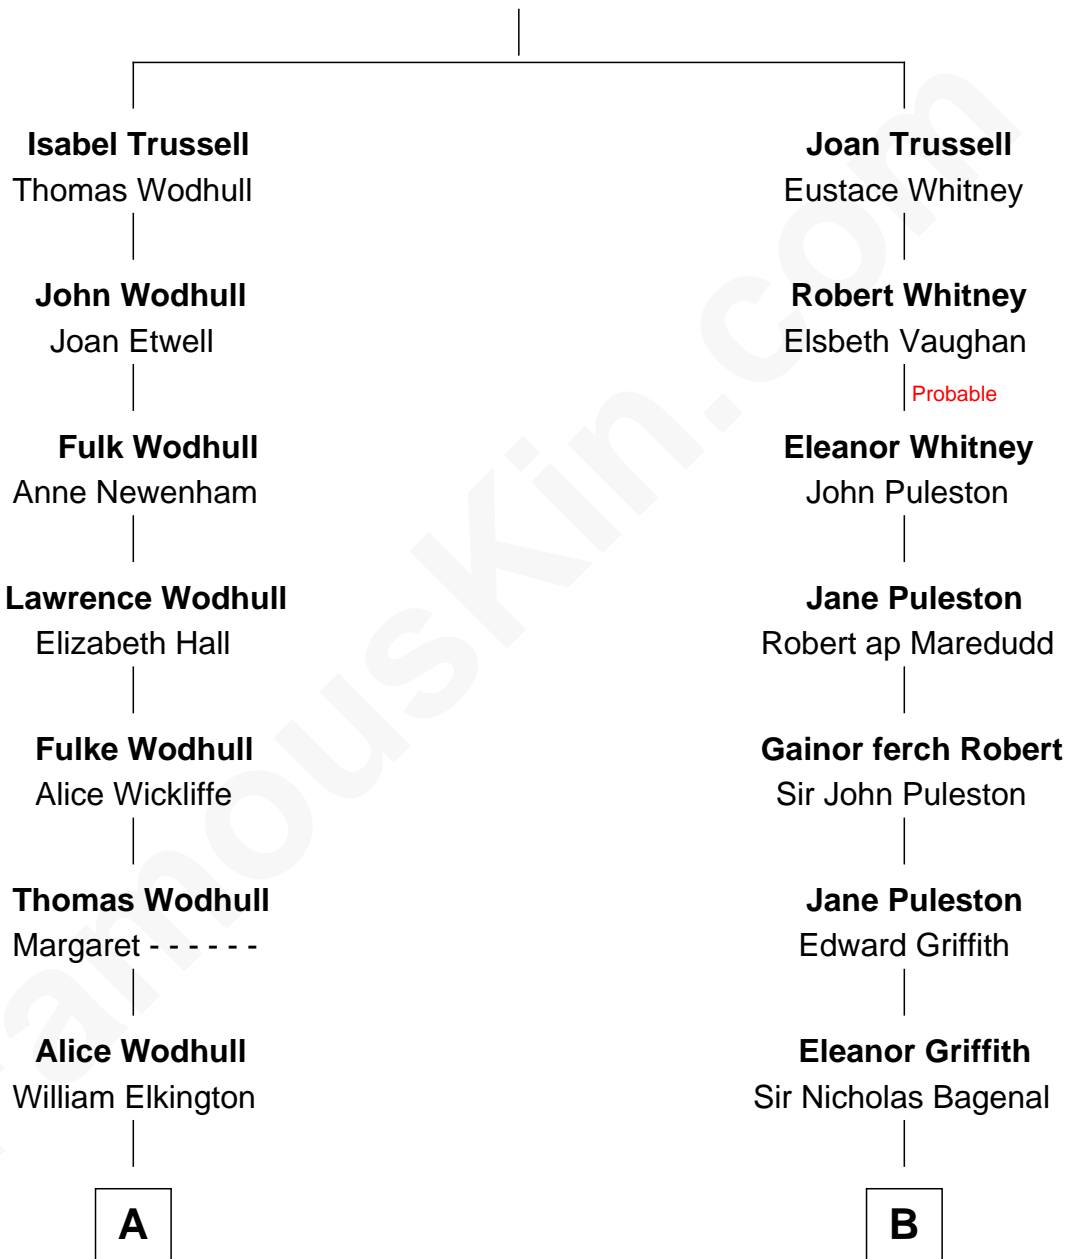 Isabel Trussell
Thomas Wodhull
John Wodhull
Joan Etwell
Fulk Wodhull
Anne Newenham
Lawrence Wodhull
Elizabeth Hall
Fulke Wodhull
Alice Wickliffe
Thomas Wodhull
Margaret - - - - - -
Alice Wodhull
William Elkington
A
Joan Trussell
Eustace Whitney
Robert Whitney
Elsbeth Vaughan
Probable
Eleanor Whitney
John Puleston
Jane Puleston
Robert ap Maredudd
Gainor ferch Robert
Sir John Puleston
Jane Puleston
Edward Griffith
Eleanor Griffith
Sir Nicholas Bagenal
B
FamousKin.com